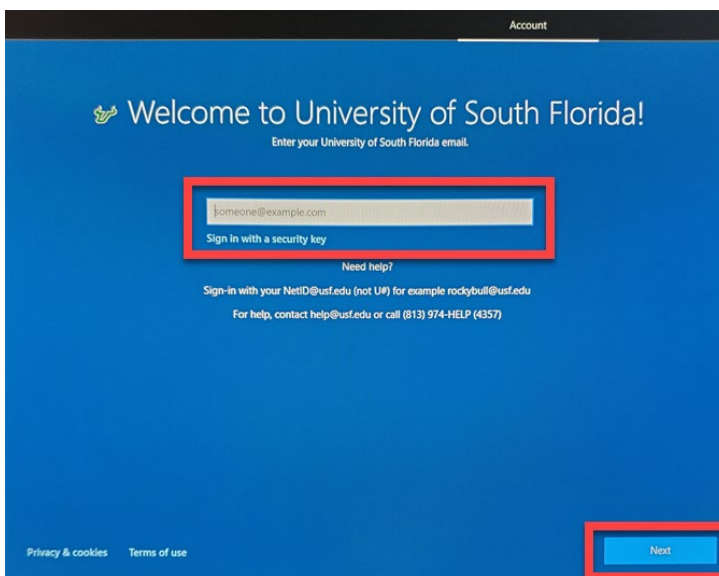 Account
Welcome to University of South Florida!
Enter your University of South Florida email.
someone@example.com
Sign in with a security key
Need help?
Sign-in with your NetID@usf.edu (not U#) for example rockybull@usf.edu
For help, contact help@usf.edu or call (813) 974-HELP (4357)
Privacy & cookies Terms of use Next